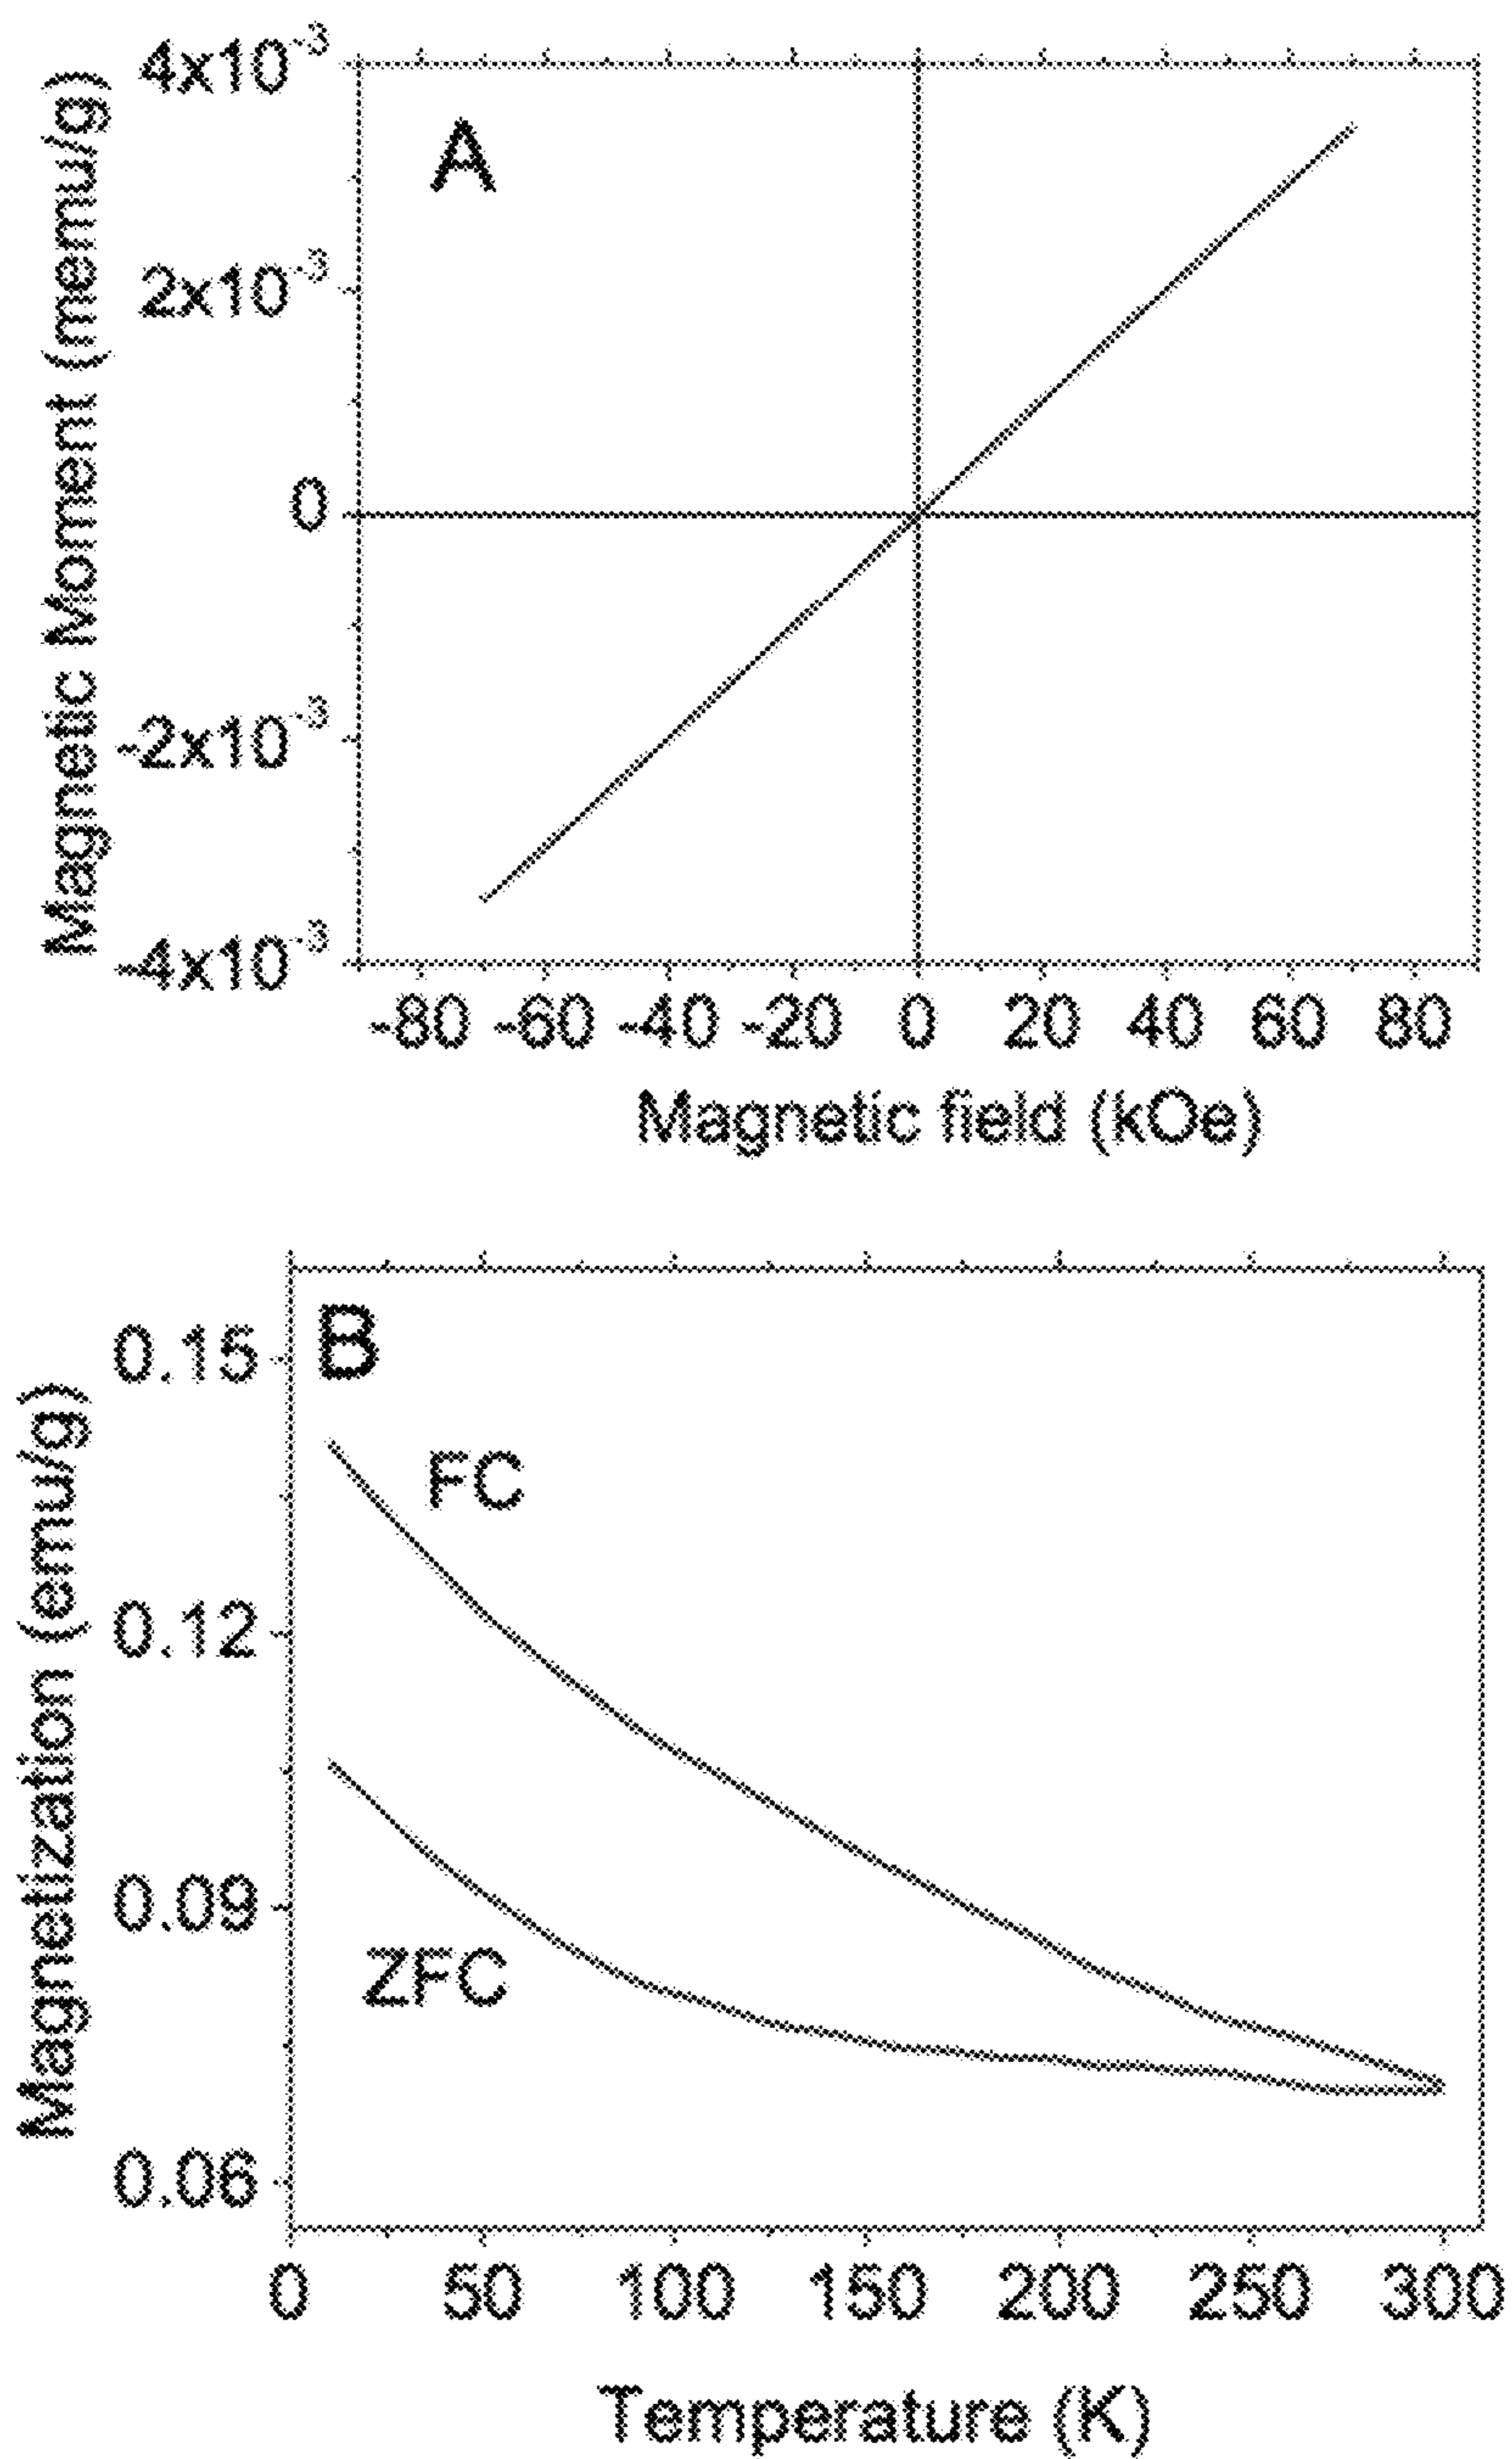 4x10⁻³
2x10⁻³
0
-2x10⁻³
-4x10⁻³
Magnetic Moment (memu/g)
A
-80 -60 -40 -20 0 20 40 60 80
Magnetic field (kOe)
0.15
0.12
0.09
0.06
Magnetization (emu/g)
B
FC
ZFC
0 50 100 150 200 250 300
Temperature (K)